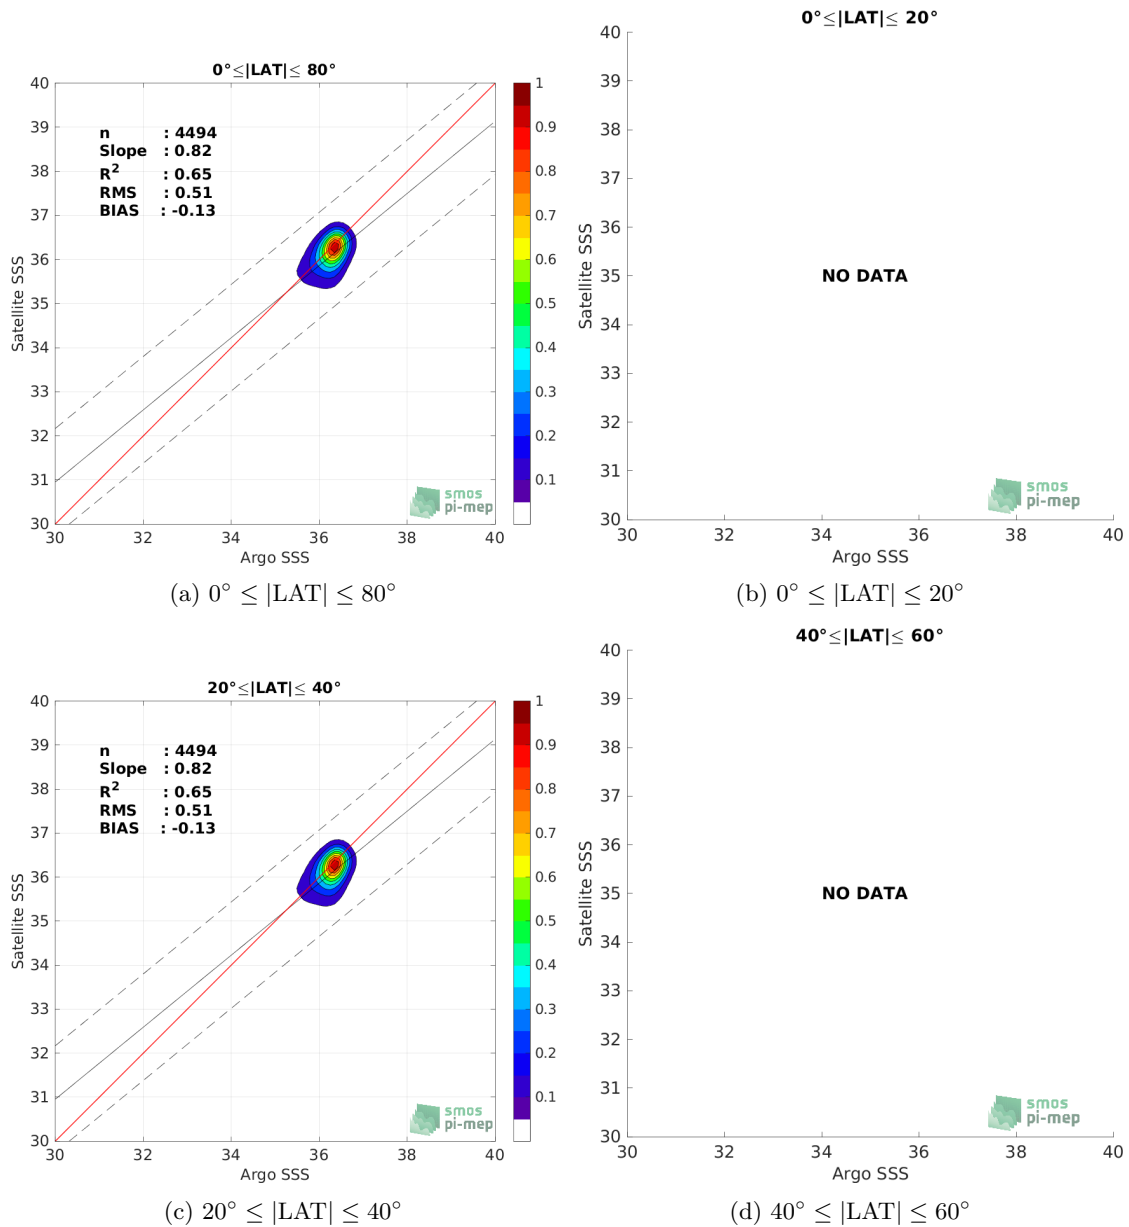 0°≤|LAT|≤ 80°
40
39
38
37
36
35
34
33
32
31
30
Satellite SSS
n : 4494
Slope : 0.82
R² : 0.65
RMS : 0.51
BIAS : -0.13
smos
pi-mep
30 32 34 36 38 40
Argo SSS
1
0.9
0.8
0.7
0.6
0.5
0.4
0.3
0.2
0.1
(a) 0° ≤ |LAT| ≤ 80°
0°≤|LAT|≤ 20°
40
39
38
37
36
35
34
33
32
31
30
Satellite SSS
NO DATA
smos
pi-mep
30 32 34 36 38 40
Argo SSS
(b) 0° ≤ |LAT| ≤ 20°
20°≤|LAT|≤ 40°
40
39
38
37
36
35
34
33
32
31
30
Satellite SSS
n : 4494
Slope : 0.82
R² : 0.65
RMS : 0.51
BIAS : -0.13
smos
pi-mep
30 32 34 36 38 40
Argo SSS
1
0.9
0.8
0.7
0.6
0.5
0.4
0.3
0.2
0.1
(c) 20° ≤ |LAT| ≤ 40°
40°≤|LAT|≤ 60°
40
39
38
37
36
35
34
33
32
31
30
Satellite SSS
NO DATA
smos
pi-mep
30 32 34 36 38 40
Argo SSS
(d) 40° ≤ |LAT| ≤ 60°